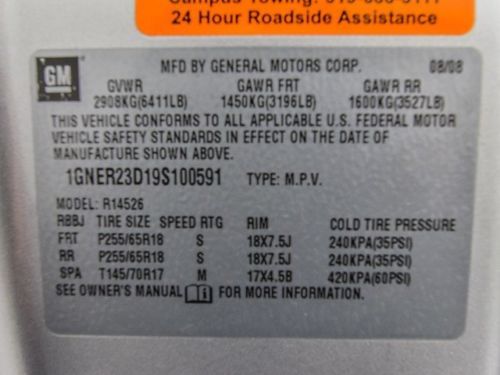 24 Hour Roadside Assistance
GM
MFD BY GENERAL MOTORS CORP. 08/08
GVWR GAWR FRT GAWR RR
2908KG(6411LB) 1450KG(3196LB) 1600KG(3527LB)
THIS VEHICLE CONFORMS TO ALL APPLICABLE U.S. FEDERAL MOTOR
VEHICLE SAFETY STANDARDS IN EFFECT ON THE DATE OF
MANUFACTURE SHOWN ABOVE.
1GNER23D19S100591 TYPE: M.P.V.
MODEL: R14526
RBBJ TIRE SIZE SPEED RTG RIM COLD TIRE PRESSURE
FRT P255/65R18 S 18X7.5J 240KPA(35PSI)
RR P255/65R18 S 18X7.5J 240KPA(35PSI)
SPA T145/70R17 M 17X4.5B 420KPA(60PSI)
SEE OWNER'S MANUAL FOR MORE INFORMATION.